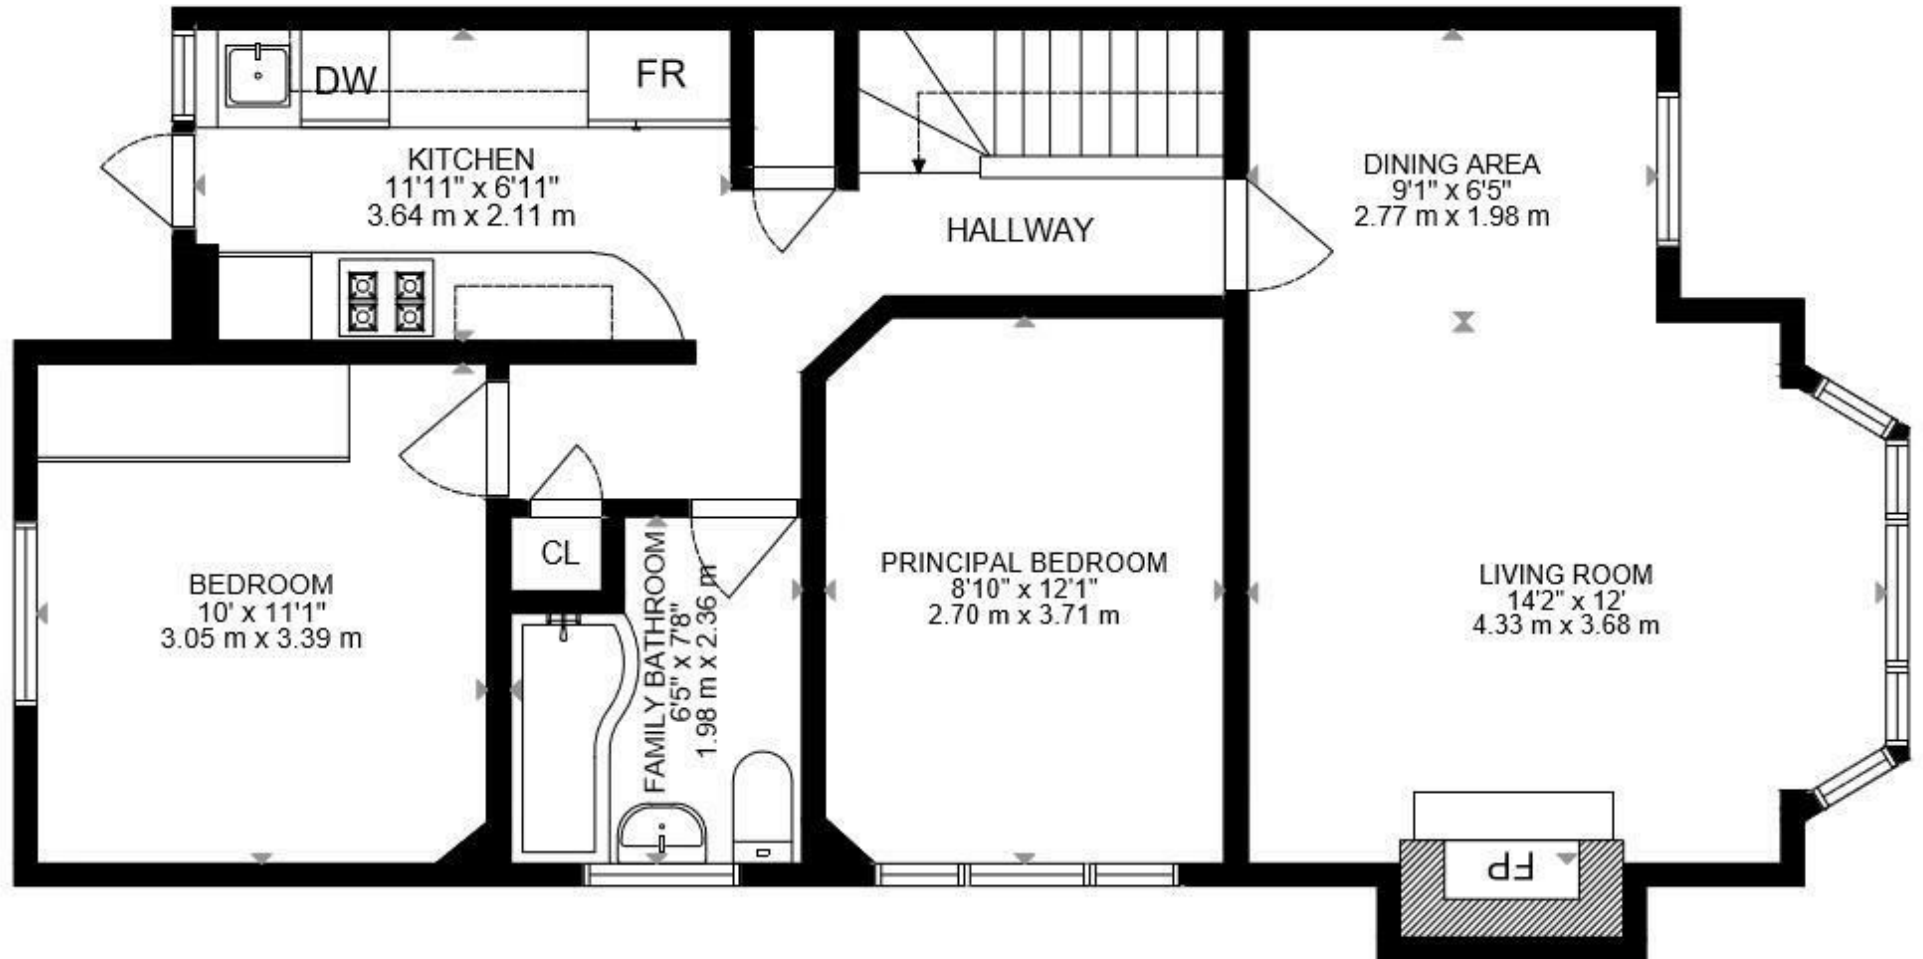 DW
FR
KITCHEN
11'11" x 6'11"
3.64 m x 2.11 m
HALLWAY
DINING AREA
9'1" x 6'5"
2.77 m x 1.98 m
BEDROOM
10' x 11'1"
3.05 m x 3.39 m
CL
FAMILY BATHROOM
6'5" x 7'8"
1.98 m x 2.36 m
PRINCIPAL BEDROOM
8'10" x 12'1"
2.70 m x 3.71 m
LIVING ROOM
14'2" x 12'
4.33 m x 3.68 m
FP